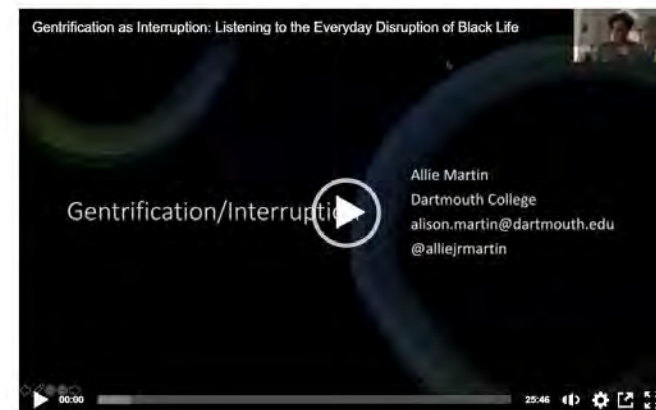 Gentrification as Interruption: Listening to the Everyday Disruption of Black Life
Gentrification/Interruption
Allie Martin
Dartmouth College
alison.martin@dartmouth.edu
@alliejrmartin
00:00
25:46